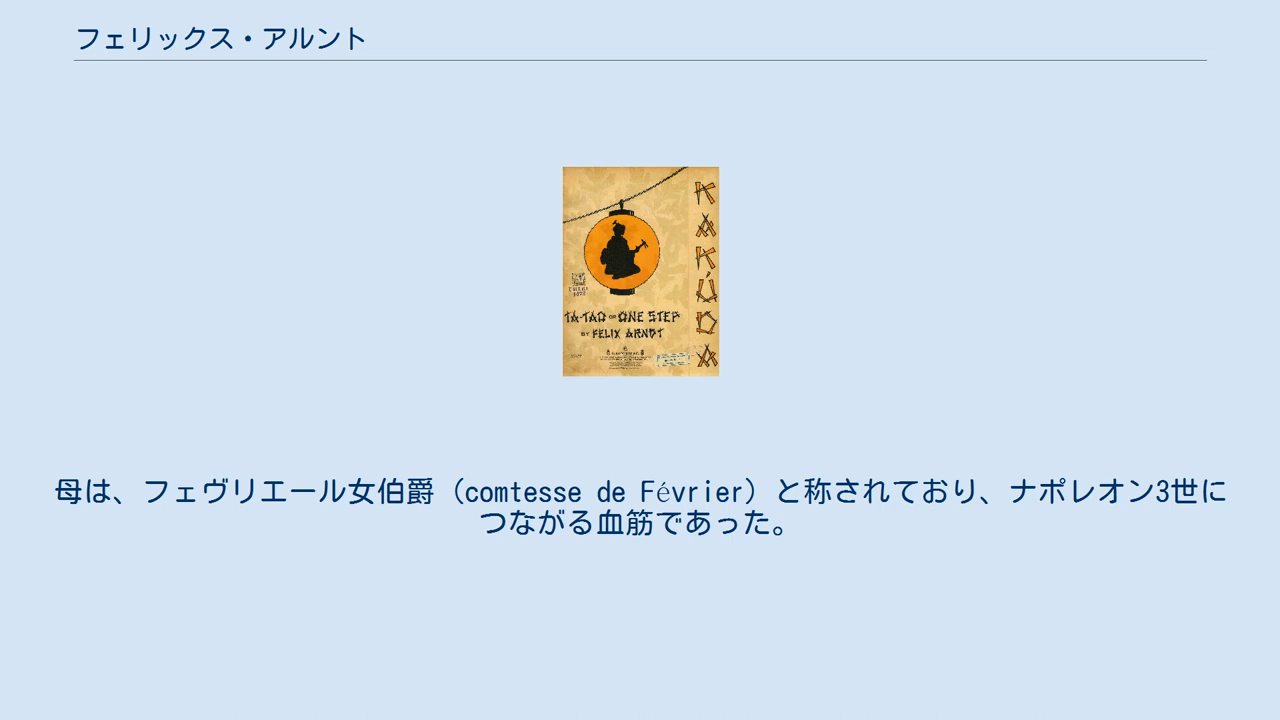 フェリックス・アルント
KAKÚDA
TA-TAO OR ONE STEP
BY FELIX ARNDT
母は、フェヴリエール女伯爵（comtesse de Février）と称されており、ナポレオン3世に
つながる血筋であった。